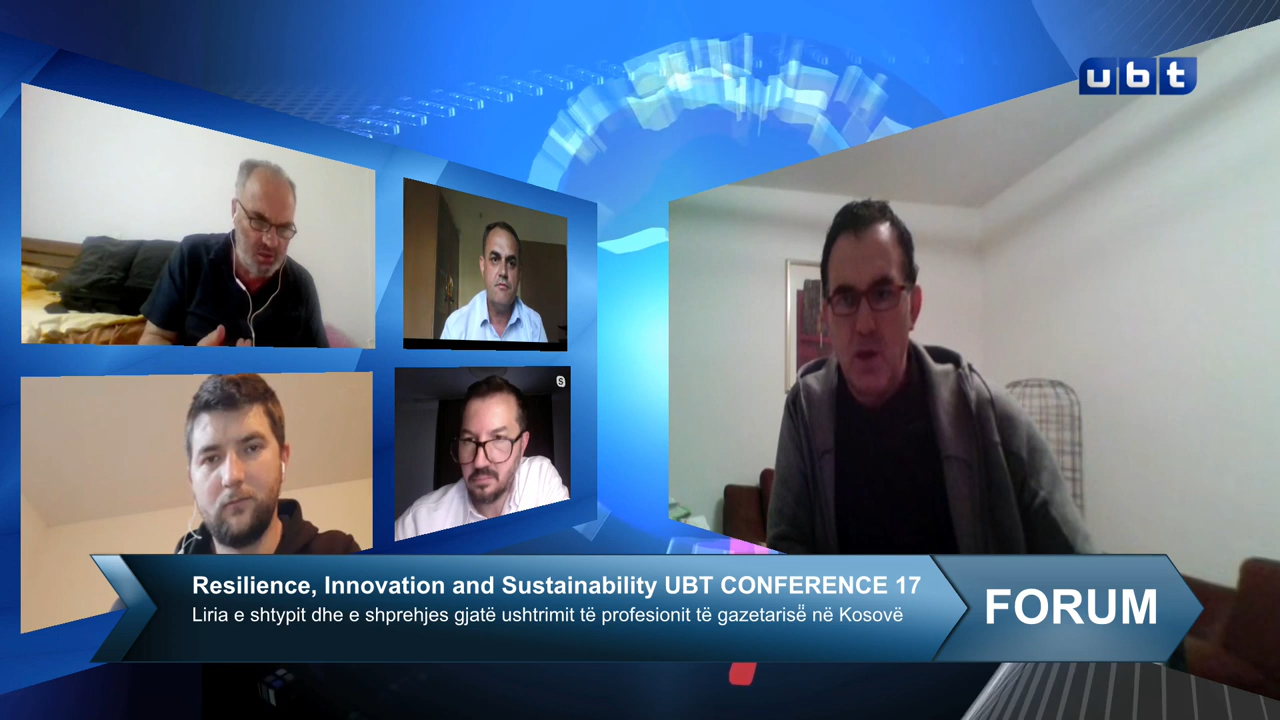 ubt
S
Resilience, Innovation and Sustainability UBT CONFERENCE 17
Liria e shtypit dhe e shprehjes gjatë ushtrimit të profesionit të gazetarisë në Kosovë
FORUM